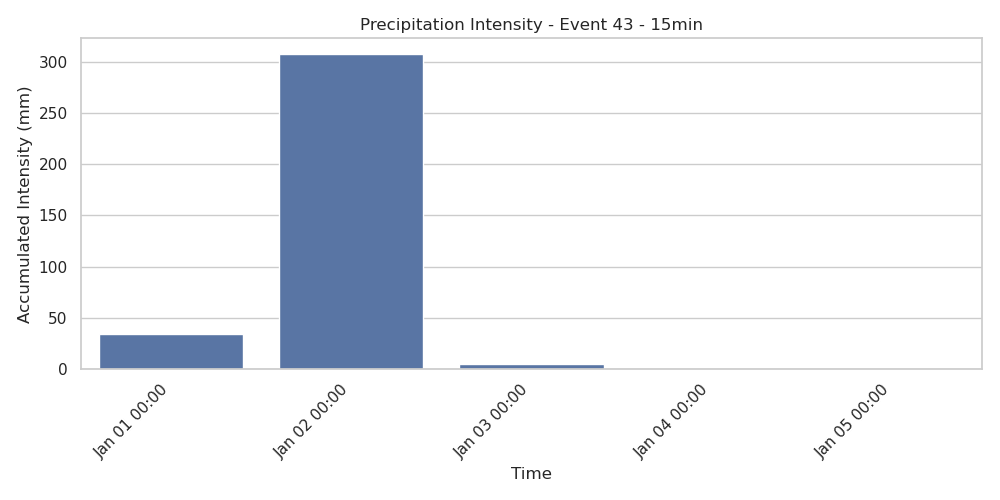 Precipitation Intensity - Event 43 - 15min
Accumulated Intensity (mm)
300
250
200
150
100
50
0
Jan 01 00:00
Jan 02 00:00
Jan 03 00:00
Jan 04 00:00
Jan 05 00:00
Time